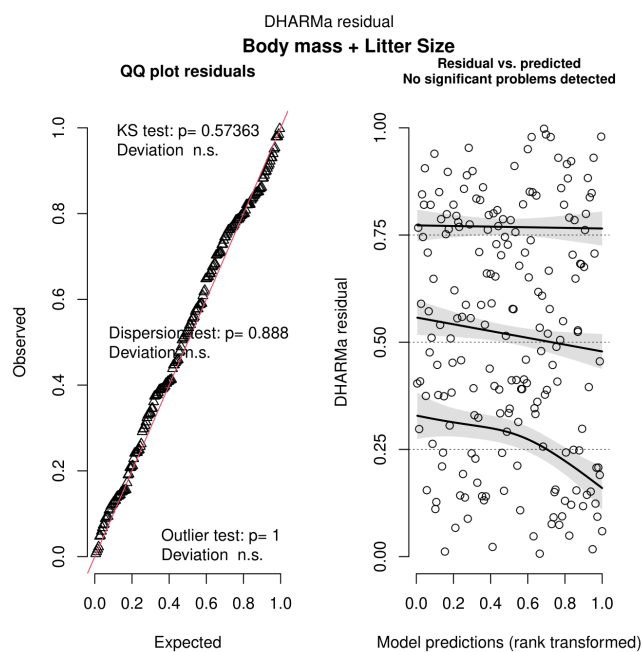 DHARMa residual
Body mass + Litter Size
QQ plot residuals
Residual vs. predicted
No significant problems detected
KS test: p= 0.57363
Deviation n.s.
Dispersion test: p= 0.888
Deviation n.s.
Outlier test: p= 1
Deviation n.s.
Observed
0.0
0.2
0.4
0.6
0.8
1.0
0.0
0.2
0.4
0.6
0.8
1.0
Expected
DHARMa residual
0.00
0.25
0.50
0.75
1.00
0.0
0.2
0.4
0.6
0.8
1.0
Model predictions (rank transformed)